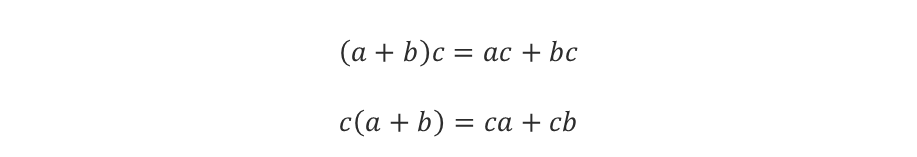 (a + b)c = ac + bc
c(a + b) = ca + cb